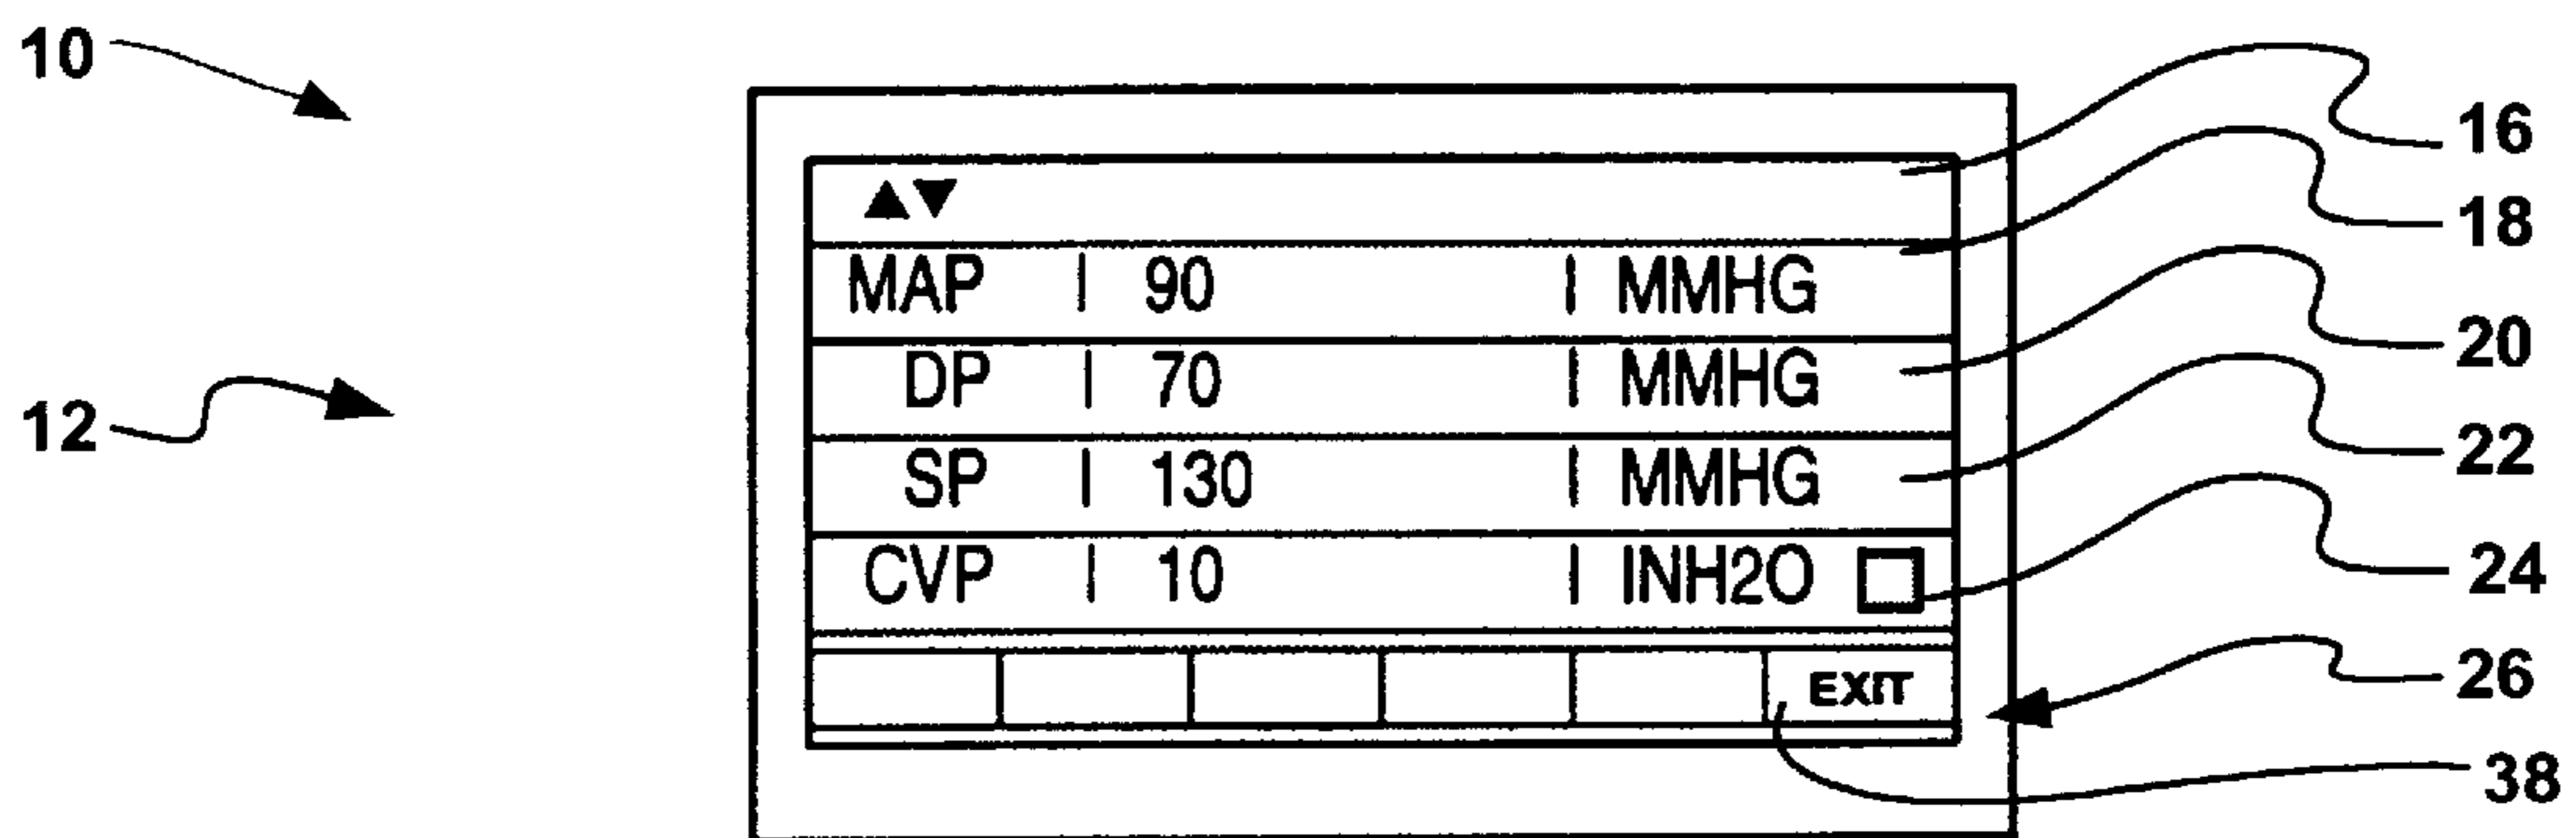 10
16
▲▼
18
MAP | 90 | MMHG
20
DP | 70 | MMHG
12
22
SP | 130 | MMHG
24
CVP | 10 | INH2O
26
EXIT
38